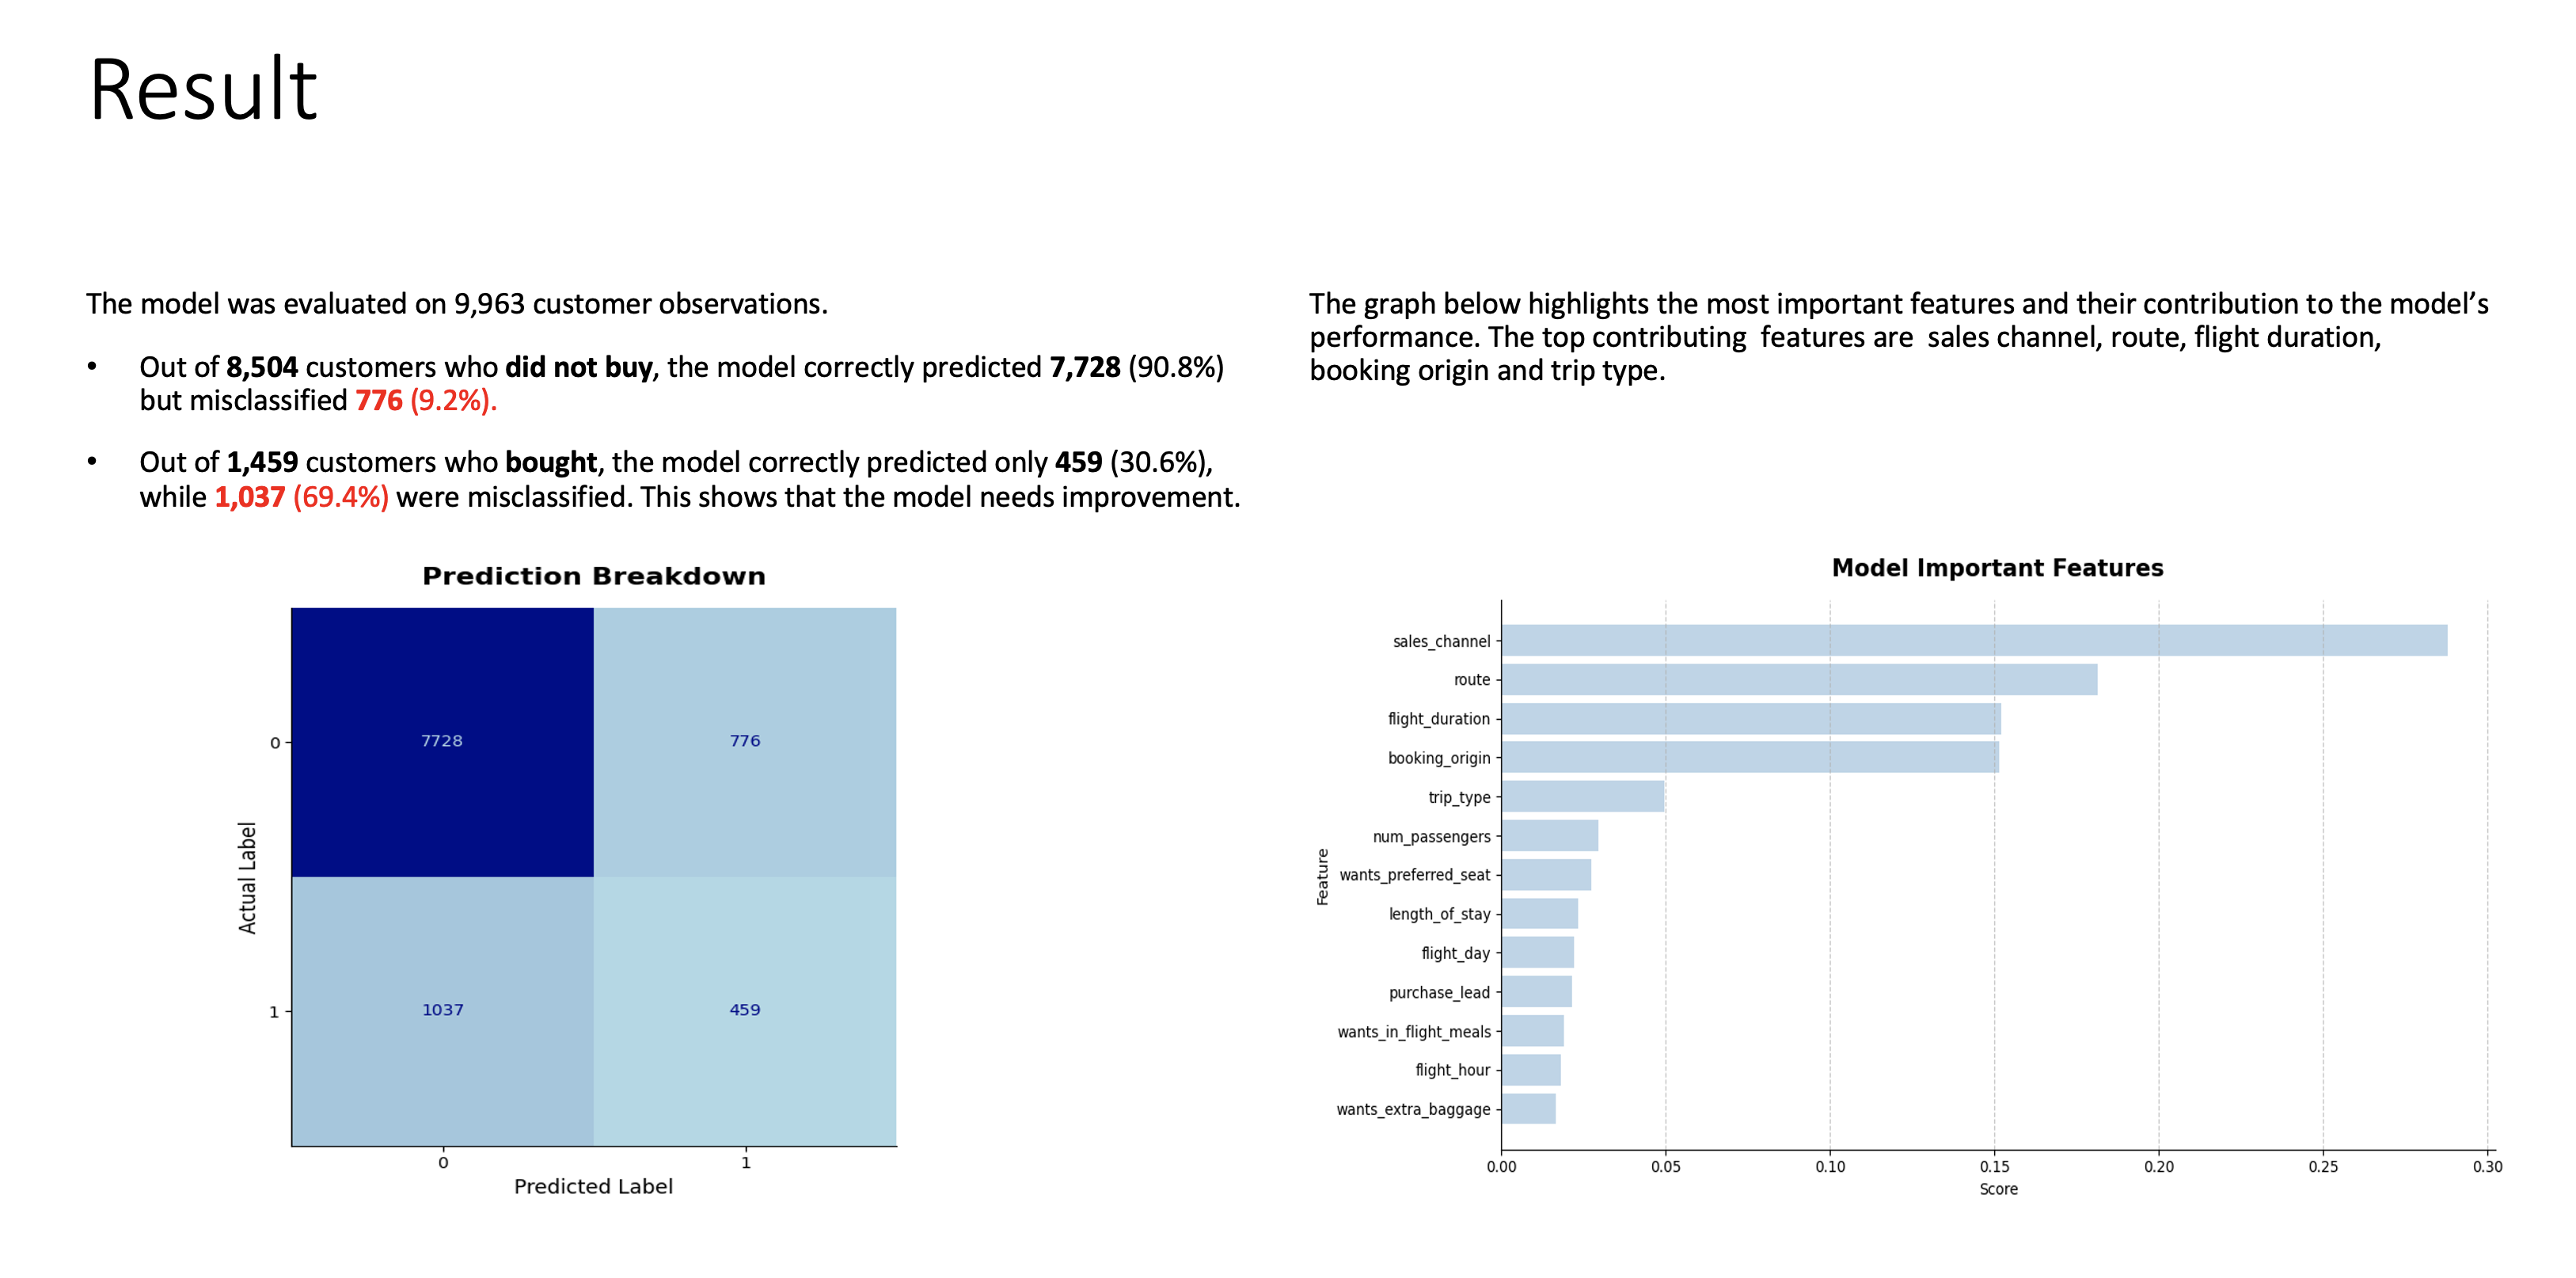 Result
The model was evaluated on 9,963 customer observations.
• Out of 8,504 customers who did not buy, the model correctly predicted 7,728 (90.8%)
but misclassified 776 (9.2%).
• Out of 1,459 customers who bought, the model correctly predicted only 459 (30.6%),
while 1,037 (69.4%) were misclassified. This shows that the model needs improvement.
The graph below highlights the most important features and their contribution to the model’s
performance. The top contributing  features are  sales channel, route, flight duration,
booking origin and trip type.
Prediction Breakdown
Actual Label
0
7728
776
1
1037
459
0
1
Predicted Label
Model Important Features
Feature
sales_channel
route
flight_duration
booking_origin
trip_type
num_passengers
wants_preferred_seat
length_of_stay
flight_day
purchase_lead
wants_in_flight_meals
flight_hour
wants_extra_baggage
0.00
0.05
0.10
0.15
0.20
0.25
0.30
Score